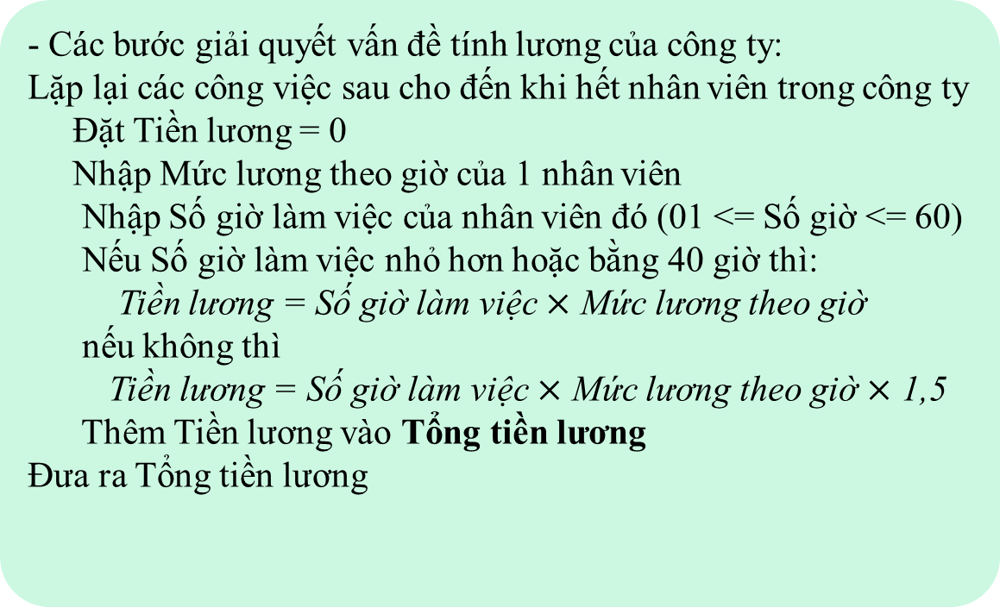 - Các bước giải quyết vấn đề tính lương của công ty:
Lặp lại các công việc sau cho đến khi hết nhân viên trong công ty
Đặt Tiền lương = 0
Nhập Mức lương theo giờ của 1 nhân viên
Nhập Số giờ làm việc của nhân viên đó (01 <= Số giờ <= 60)
Nếu Số giờ làm việc nhỏ hơn hoặc bằng 40 giờ thì:
Tiền lương = Số giờ làm việc × Mức lương theo giờ
nếu không thì
Tiền lương = Số giờ làm việc × Mức lương theo giờ × 1,5
Thêm Tiền lương vào Tổng tiền lương
Đưa ra Tổng tiền lương